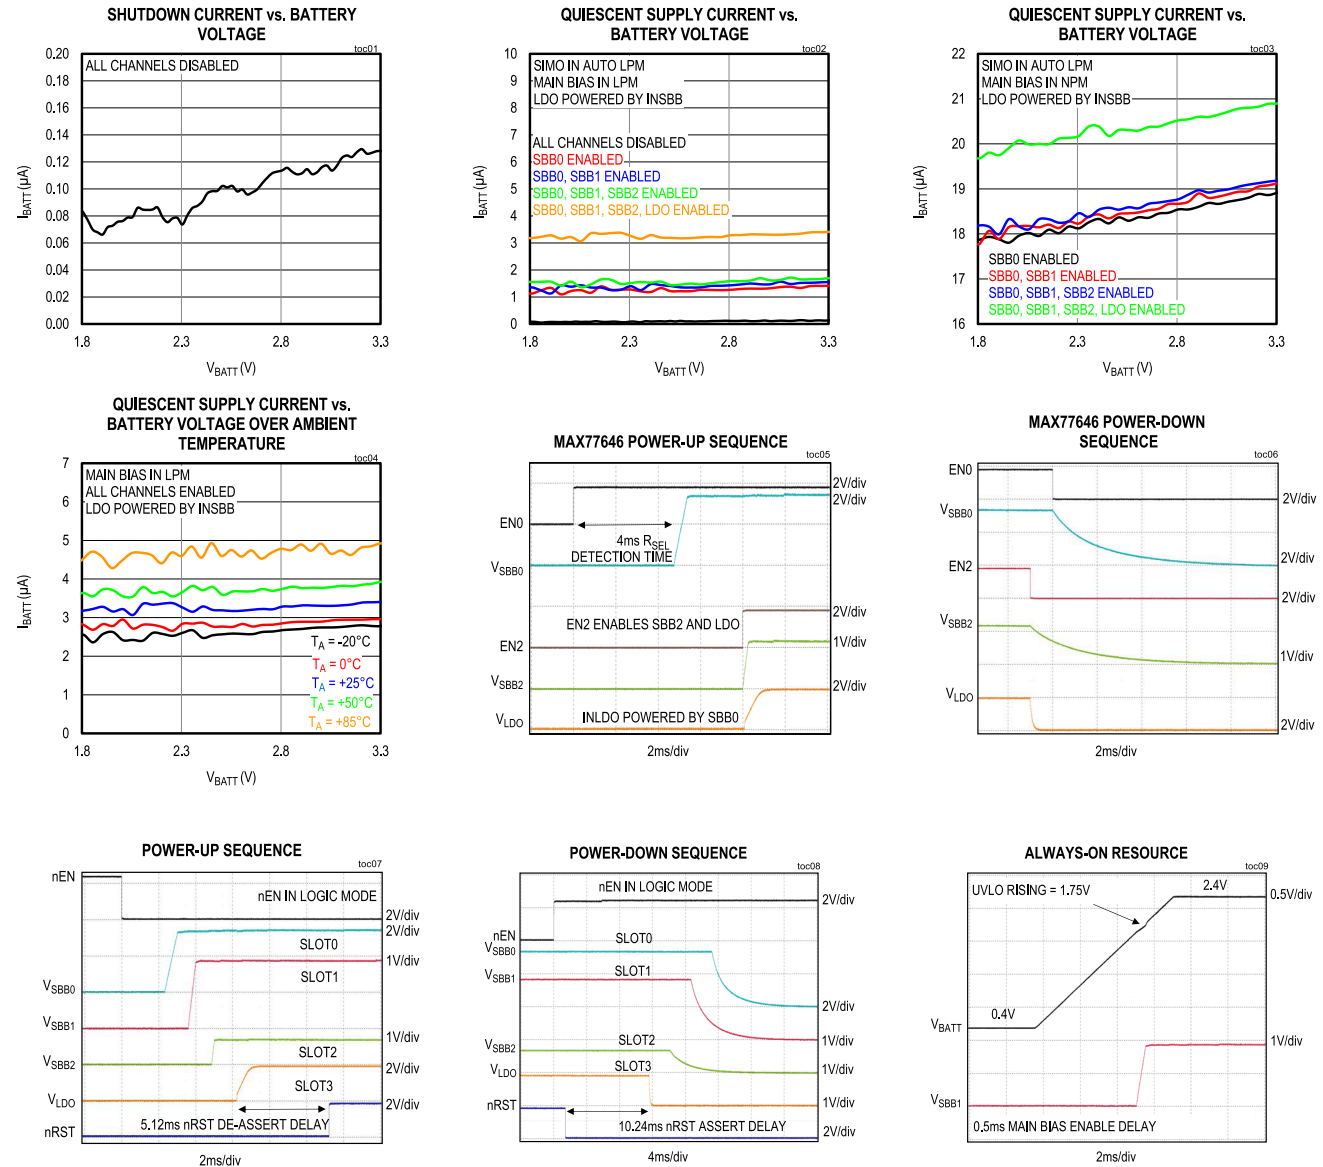 SHUTDOWN CURRENT vs. BATTERY
VOLTAGE
toc01
ALL CHANNELS DISABLED
0.20
0.18
0.16
0.14
0.12
0.10
0.08
0.06
0.04
0.02
0.00
IBATT (µA)
1.8 2.3 2.8 3.3
VBATT (V)
QUIESCENT SUPPLY CURRENT vs.
BATTERY VOLTAGE
toc02
SIMO IN AUTO LPM
MAIN BIAS IN LPM
LDO POWERED BY INSBB
ALL CHANNELS DISABLED
SBB0 ENABLED
SBB0, SBB1 ENABLED
SBB0, SBB1, SBB2 ENABLED
SBB0, SBB1, SBB2, LDO ENABLED
10
9
8
7
6
5
4
3
2
1
0
IBATT (µA)
1.8 2.3 2.8 3.3
VBATT (V)
QUIESCENT SUPPLY CURRENT vs.
BATTERY VOLTAGE
toc03
SIMO IN AUTO LPM
MAIN BIAS IN NPM
LDO POWERED BY INSBB
SBB0 ENABLED
SBB0, SBB1 ENABLED
SBB0, SBB1, SBB2 ENABLED
SBB0, SBB1, SBB2, LDO ENABLED
22
21
20
19
18
17
16
IBATT (µA)
1.8 2.3 2.8 3.3
VBATT (V)
QUIESCENT SUPPLY CURRENT vs.
BATTERY VOLTAGE OVER AMBIENT
TEMPERATURE
toc04
MAIN BIAS IN LPM
ALL CHANNELS ENABLED
LDO POWERED BY INSBB
TA = -20°C
TA = 0°C
TA = +25°C
TA = +50°C
TA = +85°C
7
6
5
4
3
2
1
0
IBATT (µA)
1.8 2.3 2.8 3.3
VBATT (V)
MAX77646 POWER-UP SEQUENCE
toc05
2V/div
2V/div
EN0
4ms RSEL
DETECTION TIME
VSBB0
2V/div
EN2 ENABLES SBB2 AND LDO
1V/div
EN2
VSBB2
2V/div
INLDO POWERED BY SBB0
VLDO
2ms/div
MAX77646 POWER-DOWN
SEQUENCE
toc06
EN0
2V/div
VSBB0
2V/div
EN2
2V/div
VSBB2
1V/div
VLDO
2V/div
2ms/div
POWER-UP SEQUENCE
toc07
nEN
nEN IN LOGIC MODE
2V/div
2V/div
SLOT0
1V/div
SLOT1
VSBB0
VSBB1
1V/div
SLOT2
VSBB2
2V/div
SLOT3
VLDO
2V/div
5.12ms nRST DE-ASSERT DELAY
nRST
2ms/div
POWER-DOWN SEQUENCE
toc08
nEN IN LOGIC MODE
2V/div
nEN
SLOT0
VSBB0
SLOT1
VSBB1
2V/div
1V/div
SLOT2
VSBB2
SLOT3
VLDO
1V/div
1V/div
nRST
10.24ms nRST ASSERT DELAY
2V/div
4ms/div
ALWAYS-ON RESOURCE
toc09
UVLO RISING = 1.75V
2.4V
0.5V/div
0.4V
VBATT
1V/div
VSBB1
0.5ms MAIN BIAS ENABLE DELAY
2ms/div